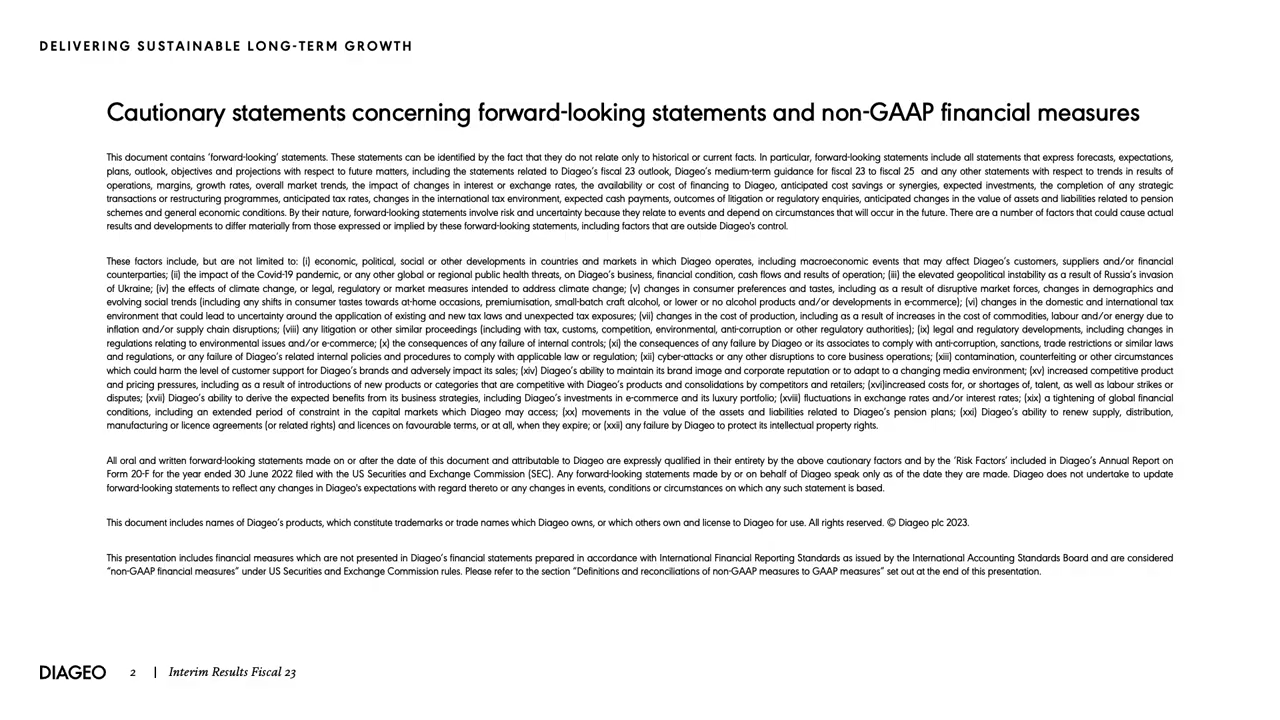 DELIVERING SUSTAINABLE LONG-TERM GROWTH
Cautionary statements concerning forward-looking statements and non-GAAP financial measures
This document contains ‘forward-looking’ statements. These statements can be identified by the fact that they do not relate only to historical or current facts. In particular, forward-looking statements include all statements that express forecasts, expectations,
plans, outlook, objectives and projections with respect to future matters, including the statements related to Diageo’s fiscal 23 outlook, Diageo’s medium-term guidance for fiscal 23 to fiscal 25 and any other statements with respect to trends in results of
operations, margins, growth rates, overall market trends, the impact of changes in interest or exchange rates, the availability or cost of financing to Diageo, anticipated cost savings or synergies, expected investments, the completion of any strategic
transactions or restructuring programmes, anticipated tax rates, changes in the international tax environment, expected cash payments, outcomes of litigation or regulatory enquiries, anticipated changes in the value of assets and liabilities related to pension
schemes and general economic conditions. By their nature, forward-looking statements involve risk and uncertainty because they relate to events and depend on circumstances that will occur in the future. There are a number of factors that could cause actual
results and developments to differ materially from those expressed or implied by these forward-looking statements, including factors that are outside Diageo's control.
These factors include, but are not limited to: (i) economic, political, social or other developments in countries and markets in which Diageo operates, including macroeconomic events that may affect Diageo’s customers, suppliers and/or financial
counterparties; (ii) the impact of the Covid-19 pandemic, or any other global or regional public health threats, on Diageo’s business, financial condition, cash flows and results of operation; (iii) the elevated geopolitical instability as a result of Russia’s invasion
of Ukraine; (iv) the effects of climate change, or legal, regulatory or market measures intended to address climate change; (v) changes in consumer preferences and tastes, including as a result of disruptive market forces, changes in demographics and
evolving social trends (including any shifts in consumer tastes towards at-home occasions, premiumisation, small-batch craft alcohol, or lower or no alcohol products and/or developments in e-commerce); (vi) changes in the domestic and international tax
environment that could lead to uncertainty around the application of existing and new tax laws and unexpected tax exposures; (vii) changes in the cost of production, including as a result of increases in the cost of commodities, labour and/or energy due to
inflation and/or supply chain disruptions; (viii) any litigation or other similar proceedings (including with tax, customs, competition, environmental, anti-corruption or other regulatory authorities); (ix) legal and regulatory developments, including changes in
regulations relating to environmental issues and/or e-commerce; (x) the consequences of any failure of internal controls; (xi) the consequences of any failure by Diageo or its associates to comply with anti-corruption, sanctions, trade restrictions or similar laws
and regulations, or any failure of Diageo’s related internal policies and procedures to comply with applicable law or regulation; (xii) cyber-attacks or any other disruptions to core business operations; (xiii) contamination, counterfeiting or other circumstances
which could harm the level of customer support for Diageo’s brands and adversely impact its sales; (xiv) Diageo’s ability to maintain its brand image and corporate reputation or to adapt to a changing media environment; (xv) increased competitive product
and pricing pressures, including as a result of introductions of new products or categories that are competitive with Diageo’s products and consolidations by competitors and retailers; (xvi)increased costs for, or shortages of, talent, as well as labour strikes or
disputes; (xvii) Diageo’s ability to derive the expected benefits from its business strategies, including Diageo’s investments in e-commerce and its luxury portfolio; (xviii) fluctuations in exchange rates and/or interest rates; (xix) a tightening of global financial
conditions, including an extended period of constraint in the capital markets which Diageo may access; (xx) movements in the value of the assets and liabilities related to Diageo’s pension plans; (xxi) Diageo’s ability to renew supply, distribution,
manufacturing or licence agreements (or related rights) and licences on favourable terms, or at all, when they expire; or (xxii) any failure by Diageo to protect its intellectual property rights.
All oral and written forward-looking statements made on or after the date of this document and attributable to Diageo are expressly qualified in their entirety by the above cautionary factors and by the ‘Risk Factors’ included in Diageo’s Annual Report on
Form 20-F for the year ended 30 June 2022 filed with the US Securities and Exchange Commission (SEC). Any forward-looking statements made by or on behalf of Diageo speak only as of the date they are made. Diageo does not undertake to update
forward-looking statements to reflect any changes in Diageo's expectations with regard thereto or any changes in events, conditions or circumstances on which any such statement is based.
This document includes names of Diageo’s products, which constitute trademarks or trade names which Diageo owns, or which others own and license to Diageo for use. All rights reserved. © Diageo plc 2023.
This presentation includes financial measures which are not presented in Diageo’s financial statements prepared in accordance with International Financial Reporting Standards as issued by the International Accounting Standards Board and are considered
“non-GAAP financial measures” under US Securities and Exchange Commission rules. Please refer to the section “Definitions and reconciliations of non-GAAP measures to GAAP measures” set out at the end of this presentation.
DIAGEO 2 | Interim Results Fiscal 23